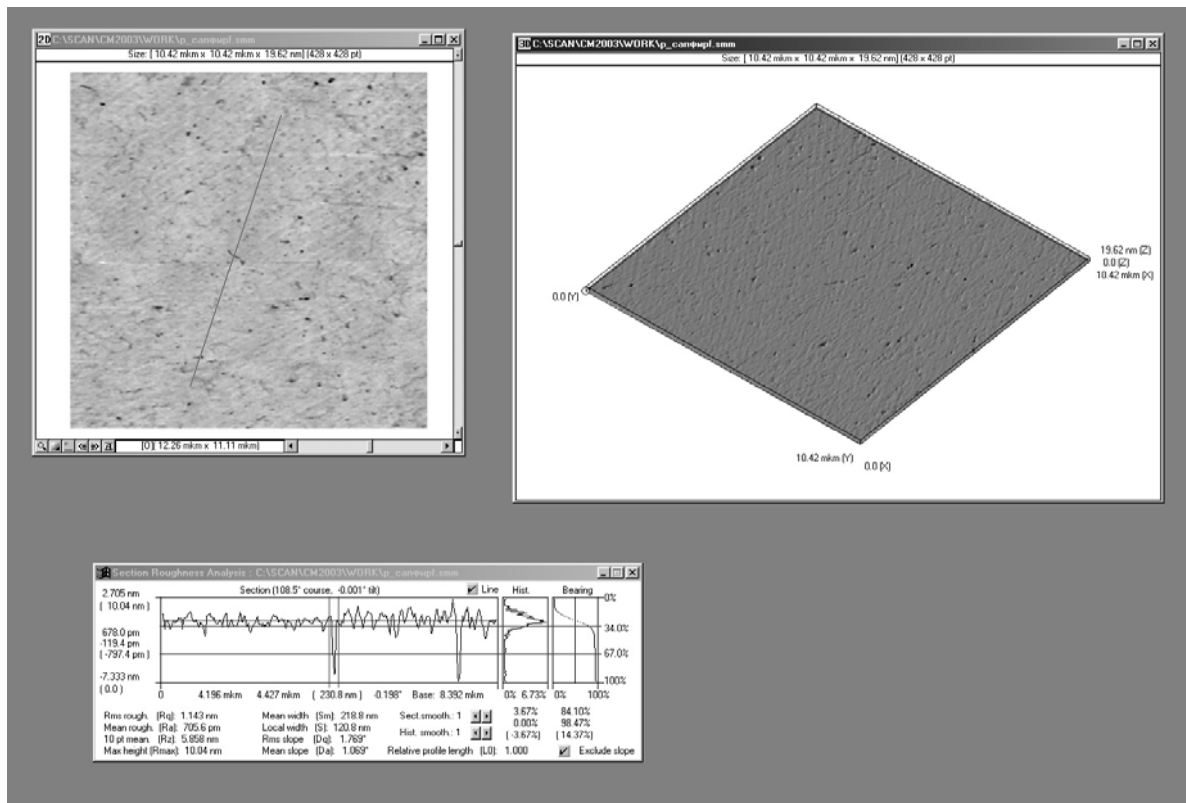 2D C:\SCAN\CM2003\WORK\p_сапфирf.smm
Size: [ 10.42 mkm x 10.42 mkm x 19.62 nm] (428 x 428 pt)
[0] [ 12.26 mkm x 11.11 mkm]
3D C:\SCAN\CM2003\WORK\p_сапфирf.smm
Size: [ 10.42 mkm x 10.42 mkm x 19.62 nm] (428 x 428 pt)
19.62 nm (Z)
0.0 (Z)
10.42 mkm (X)
0.0 (Y)
10.42 mkm (Y)
0.0 (X)
Section Roughness Analysis : C:\SCAN\CM2003\WORK\p_сапфирf.smm
2.705 nm Section (108.5° course, -0.001° tilt) Line Hist. Bearing 0%
( 10.04 nm )
678.0 pm 34.0%
-119.4 pm
(-797.4 pm ) 67.0%
-7.333 nm 100%
( 0.0 )
0 4.196 mkm 4.427 mkm ( 230.8 nm ) -0.198° Base: 8.392 mkm 0% 6.73% 0% 100%
Rms rough. (Rq): 1.143 nm Mean width (Sm): 218.8 nm Sect.smooth.: 1 3.67% 84.10%
Mean rough. (Ra): 705.6 pm Local width (S): 120.8 nm 0.00% 98.47%
10 pt mean. (Rz): 5.858 nm Rms slope (Dq): 1.769° Hist. smooth.: 1 (-3.67%) ( 14.37%)
Max height (Rmax): 10.04 nm Mean slope (Da): 1.069° Relative profile length (L0): 1.000 Exclude slope